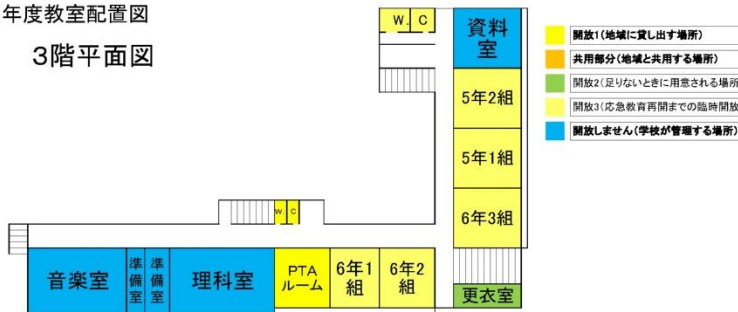 年度教室配置図
3階平面図
W. C
資料
室
5年2組
5年1組
6年3組
更衣室
W. C
音楽室
準備室
準備室
理科室
PTA
ルーム
6年1
組
6年2
組
開放1(地域に貸し出す場所)
共用部分(地域と共用する場所)
開放2(足りないときに用意される場所
開放3(応急教育再開までの臨時開放
開放しません(学校が管理する場所)